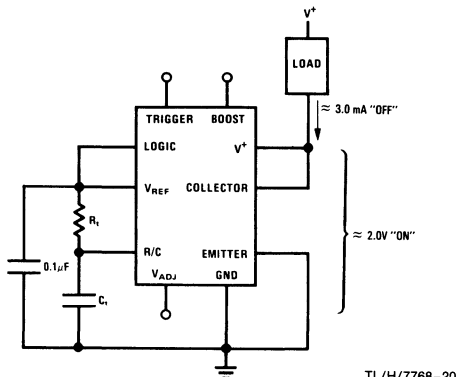 V+
LOAD
≈ 3.0 mA "OFF"
TRIGGER BOOST
LOGIC V+
VREF COLLECTOR
Rt
≈ 2.0V "ON"
R/C EMITTER
0.1μF
VADJ GND
Ct
TL/H/7768–20